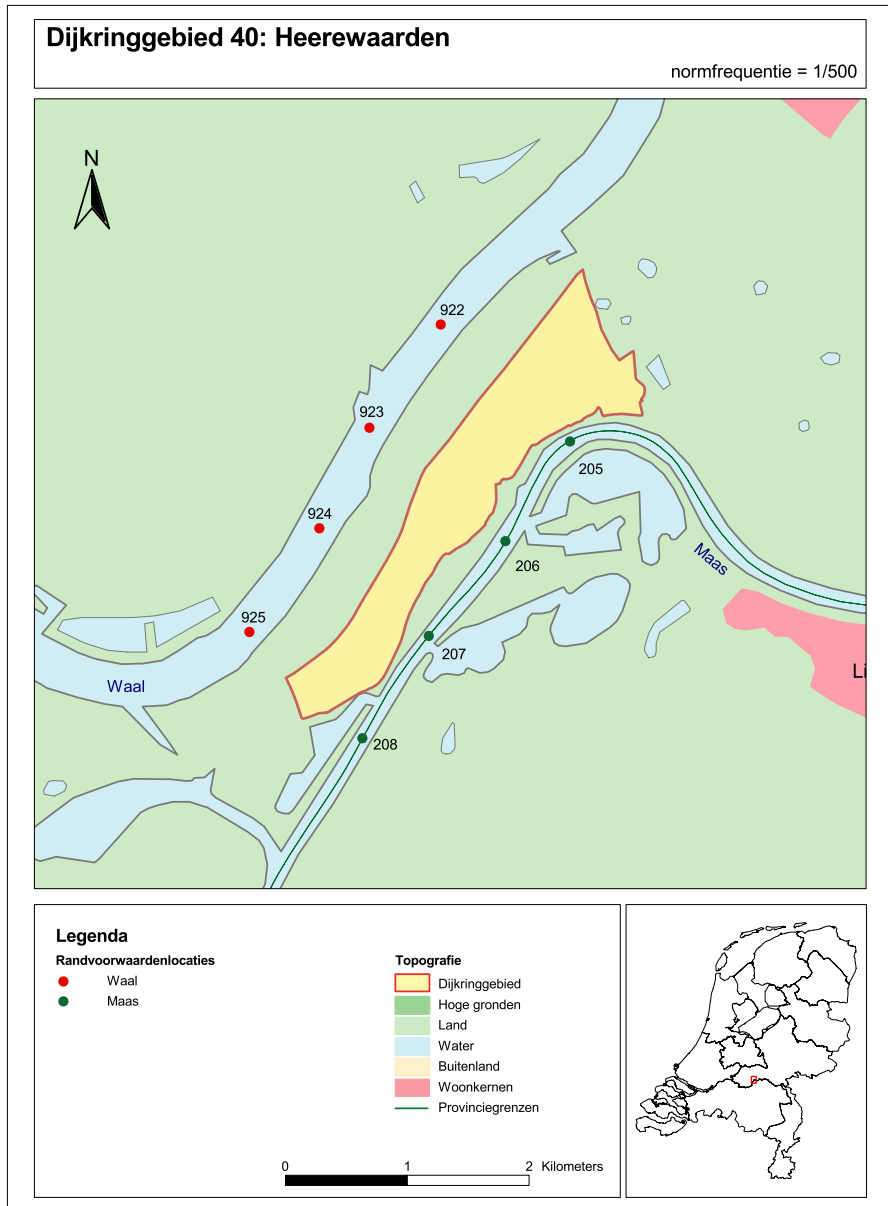 Dijkringgebied 40: Heerewaarden
normfrequentie = 1/500
N
922
923
924
925
205
206
207
208
Maas
Waal
Li
Legenda
Randvoorwaardenlocaties
Waal
Maas
Topografie
Dijkringgebied
Hoge gronden
Land
Water
Buitenland
Woonkernen
Provinciegrenzen
0 1 2 Kilometers